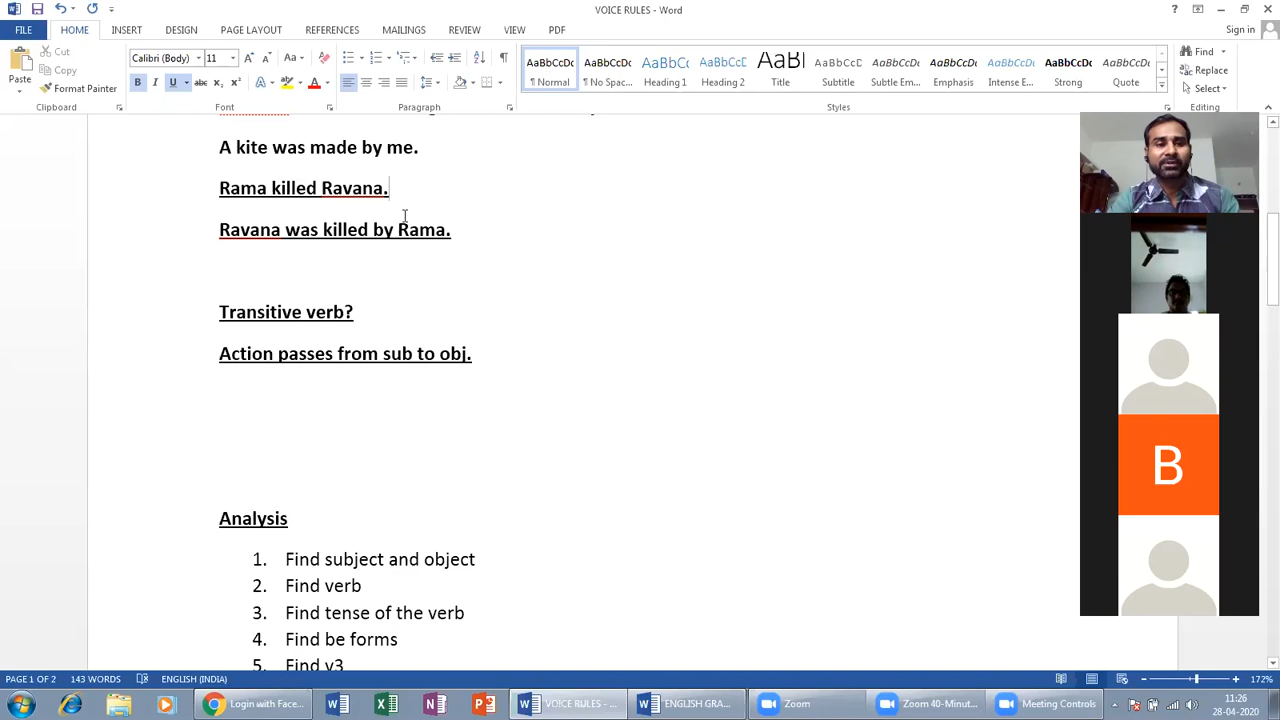 VOICE RULES - Word
Sign in
FILE HOME INSERT DESIGN PAGE LAYOUT REFERENCES MAILINGS REVIEW VIEW PDF
Cut
Copy
Format Painter
Paste
Clipboard
Calibri (Body) 11
Font
Paragraph
AaBbCcDc AaBbCcDc AaBbCc AaBbCcC AaBl AaBbCcC AaBbCcDc AaBbCcDc AaBbCcDc AaBbCcDc AaBbCcDc
¶ Normal ¶ No Spac... Heading 1 Heading 2 Title Subtitle Subtle Em... Emphasis Intense E... Strong Quote
Styles
Find
Replace
Select
Editing
A kite was made by me.
Rama killed Ravana.
Ravana was killed by Rama.
Transitive verb?
Action passes from sub to obj.
Analysis
1. Find subject and object
2. Find verb
3. Find tense of the verb
4. Find be forms
5. Find v3
B
PAGE 1 OF 2 143 WORDS ENGLISH (INDIA) 172%
Login with Face... VOICE RULES - ... ENGLISH GRA... Zoom Zoom 40-Minut... Meeting Controls
11:26
28-04-2020